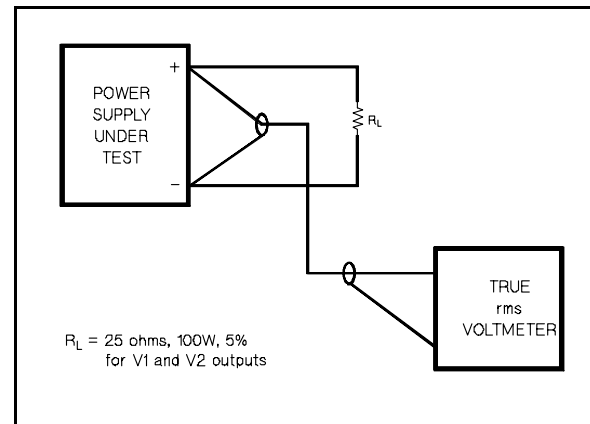 +
POWER
SUPPLY
UNDER
TEST
−
RL
TRUE
rms
VOLTMETER
RL = 25 ohms, 100W, 5%
for V1 and V2 outputs